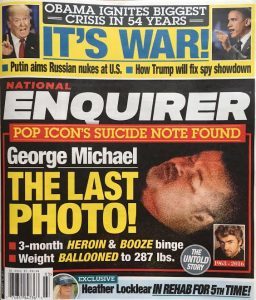 OBAMA IGNITES BIGGEST
CRISIS IN 54 YEARS
IT'S WAR!
■ Putin aims Russian nukes at U.S. ■ How Trump will fix spy showdown
NATIONAL
ENQUIRER
POP ICON'S SUICIDE NOTE FOUND
George Michael
THE LAST
PHOTO!
■ 3-month HEROIN & BOOZE binge
■ Weight BALLOONED to 287 lbs.
THE
UNTOLD
STORY
1963-2016
EXCLUSIVE
Heather Locklear IN REHAB FOR 5TH TIME!